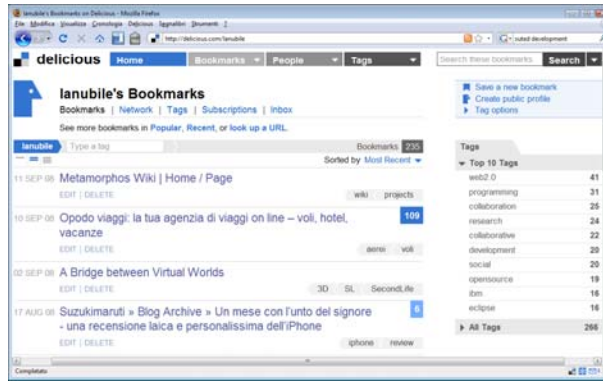 Ianubile's Bookmarks on Delicious - Mozilla Firefox
File Modifica Visualizza Cronologia Delicious Segnalibri Strumenti ?
http://delicious.com/Ianubile
delicious Home Bookmarks People Tags Search these bookmarks Search
Ianubile's Bookmarks
Bookmarks | Network | Tags | Subscriptions | Inbox
See more bookmarks in Popular, Recent, or look up a URL.
Save a new bookmark
Create public profile
Tag options
Ianubile Type a tag Bookmarks 235
Sorted by Most Recent
11 SEP 08 Metamorphos Wiki | Home / Page
EDIT | DELETE wiki projects
10 SEP 08 Opodo viaggi: la tua agenzia di viaggi on line – voli, hotel, vacanze 109
EDIT | DELETE aerei voli
02 SEP 08 A Bridge between Virtual Worlds
EDIT | DELETE 3D SL SecondLife
17 AUG 08 Suzukimaruti » Blog Archive » Un mese con l'unto del signore 6
- una recensione laica e personalissima dell'iPhone
EDIT | DELETE iphone review
Tags
Top 10 Tags
web2.0 41
programming 31
collaboration 25
research 24
collaborative 22
development 20
social 20
opensource 19
ibm 16
eclipse 16
All Tags 266
Completato